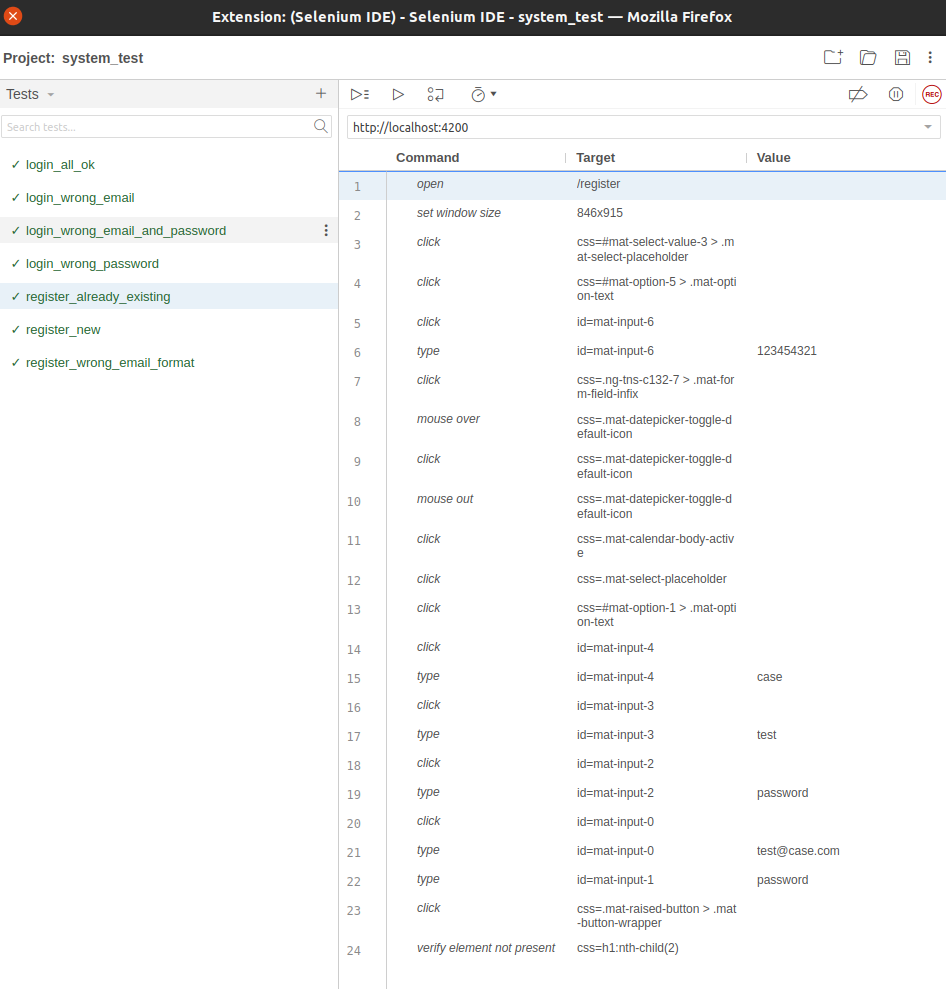 Extension: (Selenium IDE) - Selenium IDE - system_test — Mozilla Firefox
Project: system_test
Tests
Search tests...
✓ login_all_ok
✓ login_wrong_email
✓ login_wrong_email_and_password
✓ login_wrong_password
✓ register_already_existing
✓ register_new
✓ register_wrong_email_format
REC
http://localhost:4200
Command Target Value
1 open /register
2 set window size 846x915
3 click css=#mat-select-value-3 > .m
at-select-placeholder
4 click css=#mat-option-5 > .mat-opti
on-text
5 click id=mat-input-6
6 type id=mat-input-6 123454321
7 click css=.ng-tns-c132-7 > .mat-for
m-field-infix
8 mouse over css=.mat-datepicker-toggle-d
efault-icon
9 click css=.mat-datepicker-toggle-d
efault-icon
10 mouse out css=.mat-datepicker-toggle-d
efault-icon
11 click css=.mat-calendar-body-activ
e
12 click css=.mat-select-placeholder
13 click css=#mat-option-1 > .mat-opti
on-text
14 click id=mat-input-4
15 type id=mat-input-4 case
16 click id=mat-input-3
17 type id=mat-input-3 test
18 click id=mat-input-2
19 type id=mat-input-2 password
20 click id=mat-input-0
21 type id=mat-input-0 test@case.com
22 type id=mat-input-1 password
23 click css=.mat-raised-button > .mat
-button-wrapper
24 verify element not present css=h1:nth-child(2)